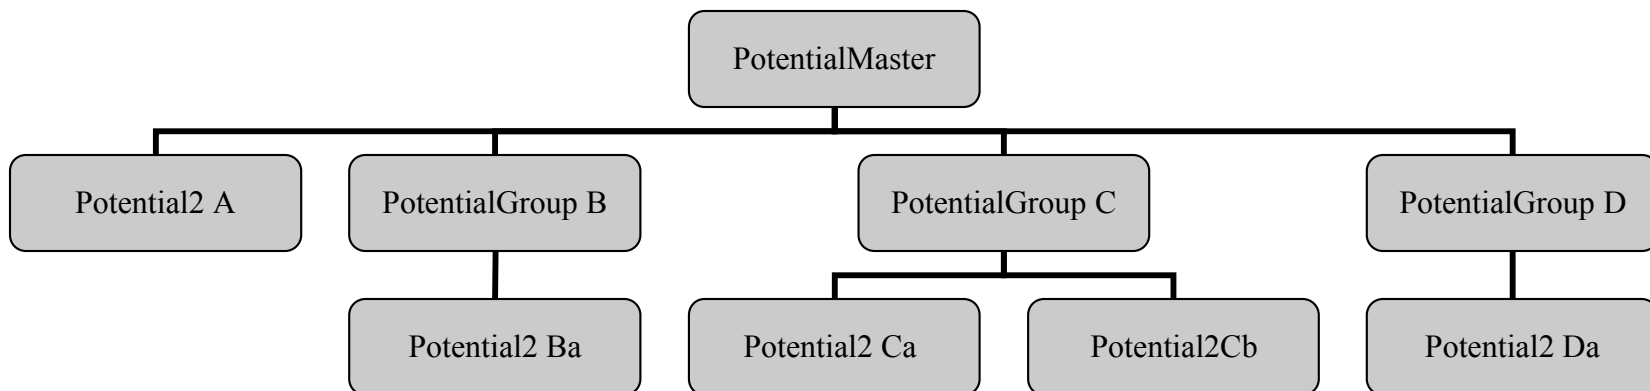 PotentialMaster
Potential2 A
PotentialGroup B
PotentialGroup C
PotentialGroup D
Potential2 Ba
Potential2 Ca
Potential2Cb
Potential2 Da